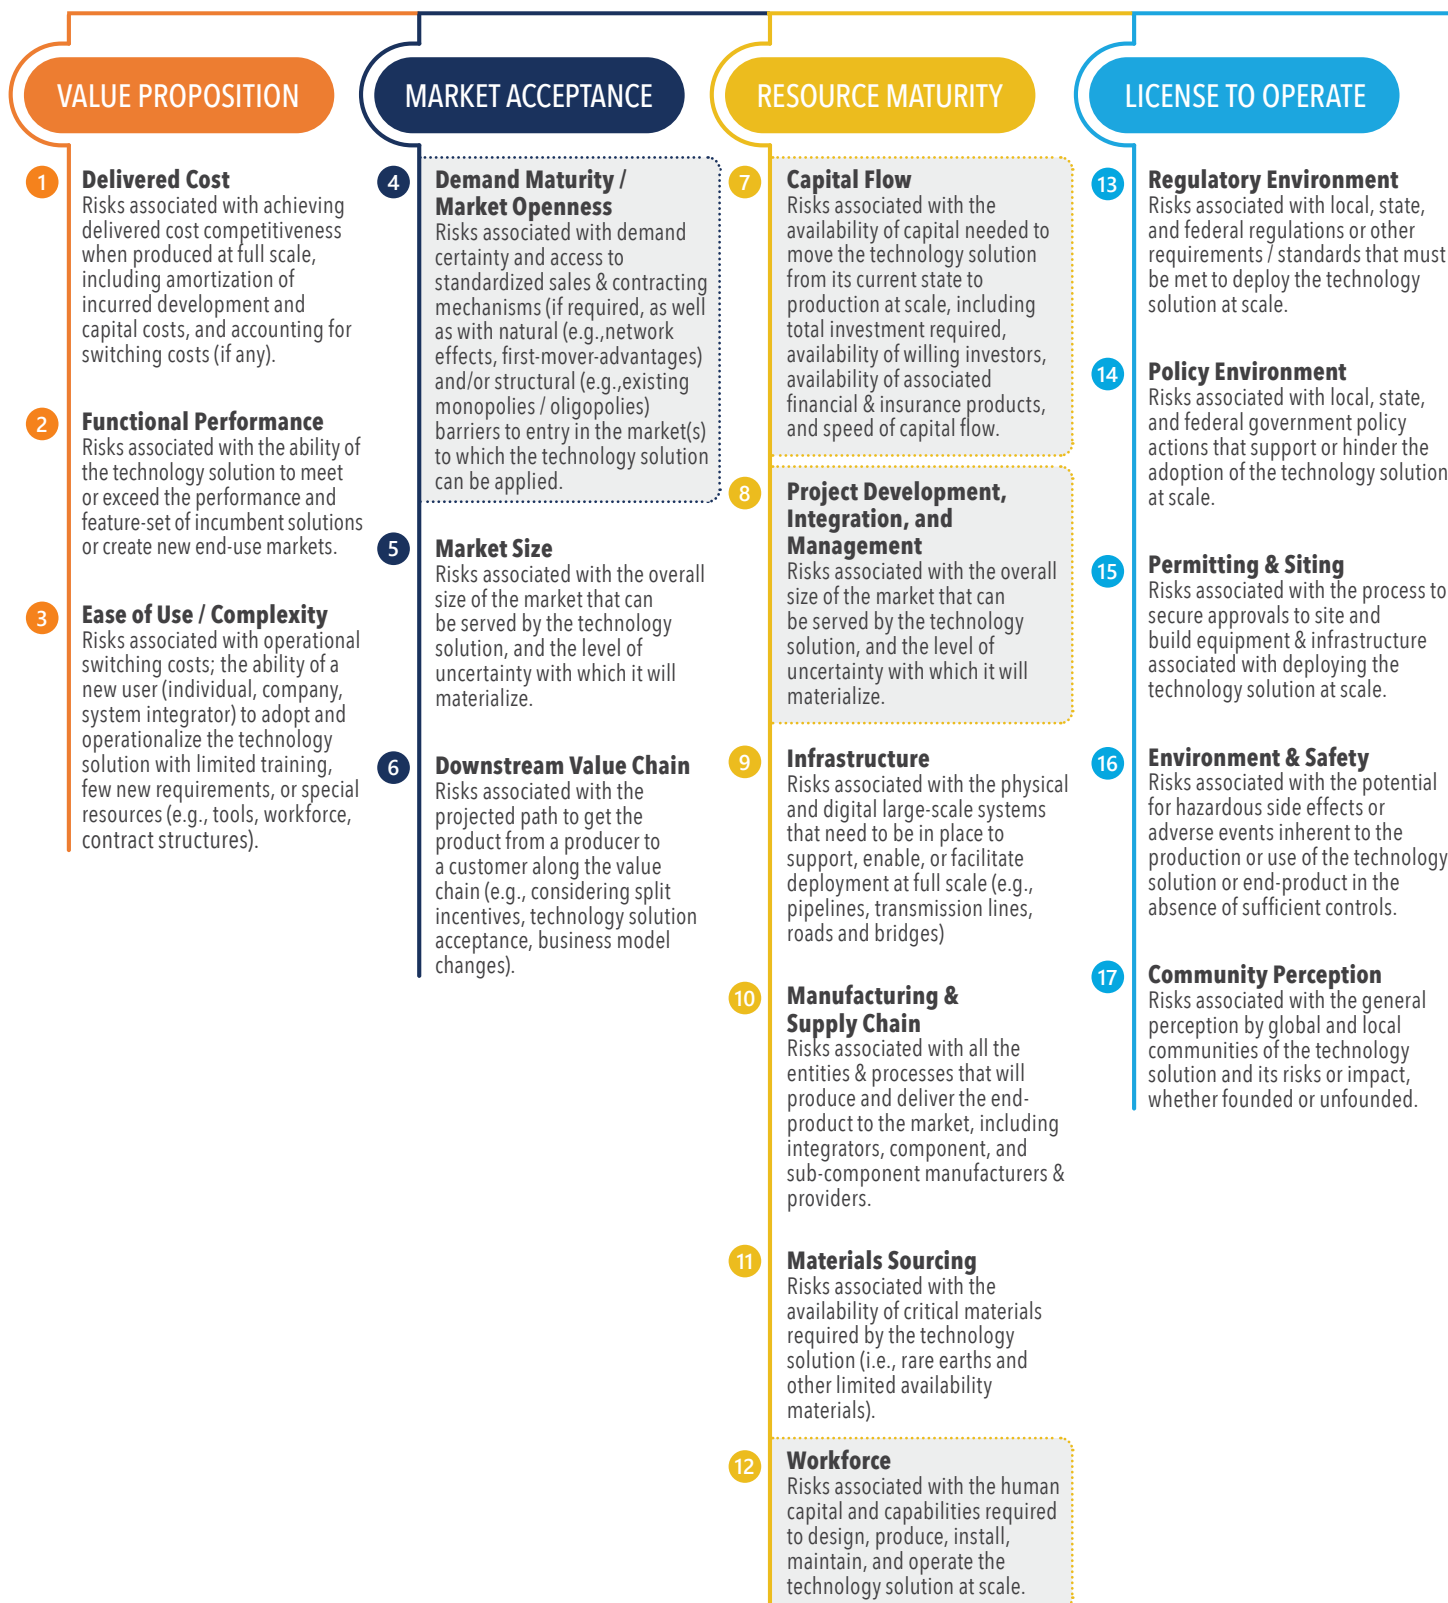 VALUE PROPOSITION
1
Delivered Cost
Risks associated with achieving
delivered cost competitiveness
when produced at full scale,
including amortization of
incurred development and
capital costs, and accounting for
switching costs (if any).
2
Functional Performance
Risks associated with the ability of
the technology solution to meet
or exceed the performance and
feature-set of incumbent solutions
or create new end-use markets.
3
Ease of Use / Complexity
Risks associated with operational
switching costs; the ability of a
new user (individual, company,
system integrator) to adopt and
operationalize the technology
solution with limited training,
few new requirements, or special
resources (e.g., tools, workforce,
contract structures).
MARKET ACCEPTANCE
4
Demand Maturity /
Market Openness
Risks associated with demand
certainty and access to
standardized sales & contracting
mechanisms (if required, as well
as with natural (e.g.,network
effects, first-mover-advantages)
and/or structural (e.g.,existing
monopolies / oligopolies)
barriers to entry in the market(s)
to which the technology solution
can be applied.
5
Market Size
Risks associated with the overall
size of the market that can
be served by the technology
solution, and the level of
uncertainty with which it will
materialize.
6
Downstream Value Chain
Risks associated with the
projected path to get the
product from a producer to
a customer along the value
chain (e.g., considering split
incentives, technology solution
acceptance, business model
changes).
RESOURCE MATURITY
7
Capital Flow
Risks associated with the
availability of capital needed to
move the technology solution
from its current state to
production at scale, including
total investment required,
availability of willing investors,
availability of associated
financial & insurance products,
and speed of capital flow.
8
Project Development,
Integration, and
Management
Risks associated with the overall
size of the market that can
be served by the technology
solution, and the level of
uncertainty with which it will
materialize.
9
Infrastructure
Risks associated with the physical
and digital large-scale systems
that need to be in place to
support, enable, or facilitate
deployment at full scale (e.g.,
pipelines, transmission lines,
roads and bridges)
10
Manufacturing &
Supply Chain
Risks associated with all the
entities & processes that will
produce and deliver the end-
product to the market, including
integrators, component, and
sub-component manufacturers &
providers.
11
Materials Sourcing
Risks associated with the
availability of critical materials
required by the technology
solution (i.e., rare earths and
other limited availability
materials).
12
Workforce
Risks associated with the human
capital and capabilities required
to design, produce, install,
maintain, and operate the
technology solution at scale.
LICENSE TO OPERATE
13
Regulatory Environment
Risks associated with local, state,
and federal regulations or other
requirements / standards that must
be met to deploy the technology
solution at scale.
14
Policy Environment
Risks associated with local, state,
and federal government policy
actions that support or hinder the
adoption of the technology solution
at scale.
15
Permitting & Siting
Risks associated with the process to
secure approvals to site and
build equipment & infrastructure
associated with deploying the
technology solution at scale.
16
Environment & Safety
Risks associated with the potential
for hazardous side effects or
adverse events inherent to the
production or use of the technology
solution or end-product in the
absence of sufficient controls.
17
Community Perception
Risks associated with the general
perception by global and local
communities of the technology
solution and its risks or impact,
whether founded or unfounded.